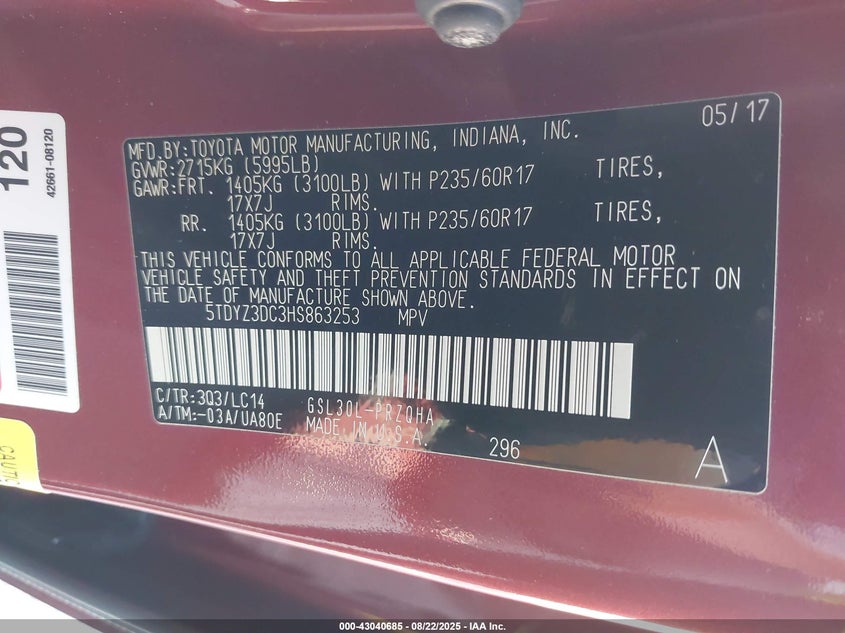 05/17
MFD.BY:TOYOTA MOTOR MANUFACTURING, INDIANA, INC.
GVWR:2715KG (5995LB)
GAWR:FRT. 1405KG (3100LB) WITH P235/60R17 TIRES,
17X7J RIMS.
RR. 1405KG (3100LB) WITH P235/60R17 TIRES,
17X7J RIMS.
THIS VEHICLE CONFORMS TO ALL APPLICABLE FEDERAL MOTOR
VEHICLE SAFETY AND THEFT PREVENTION STANDARDS IN EFFECT ON
THE DATE OF MANUFACTURE SHOWN ABOVE.
5TDYZ3DC3HS863253 MPV
C/TR:3Q3/LC14 GSL30L-PRZQHA
A/TM:-03A/UA80E MADE IN U.S.A.
296
A
120
42661-08120
000-43040685 - 08/22/2025 - IAA Inc.